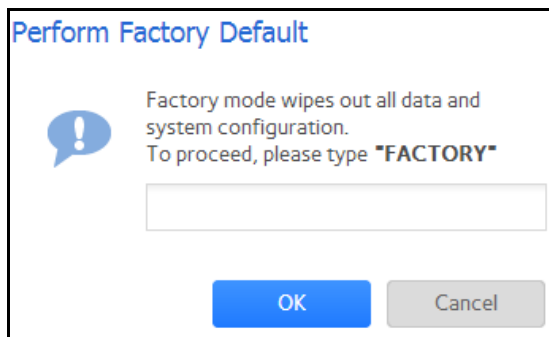 Perform Factory Default
Factory mode wipes out all data and
system configuration.
To proceed, please type "FACTORY"
OK
Cancel